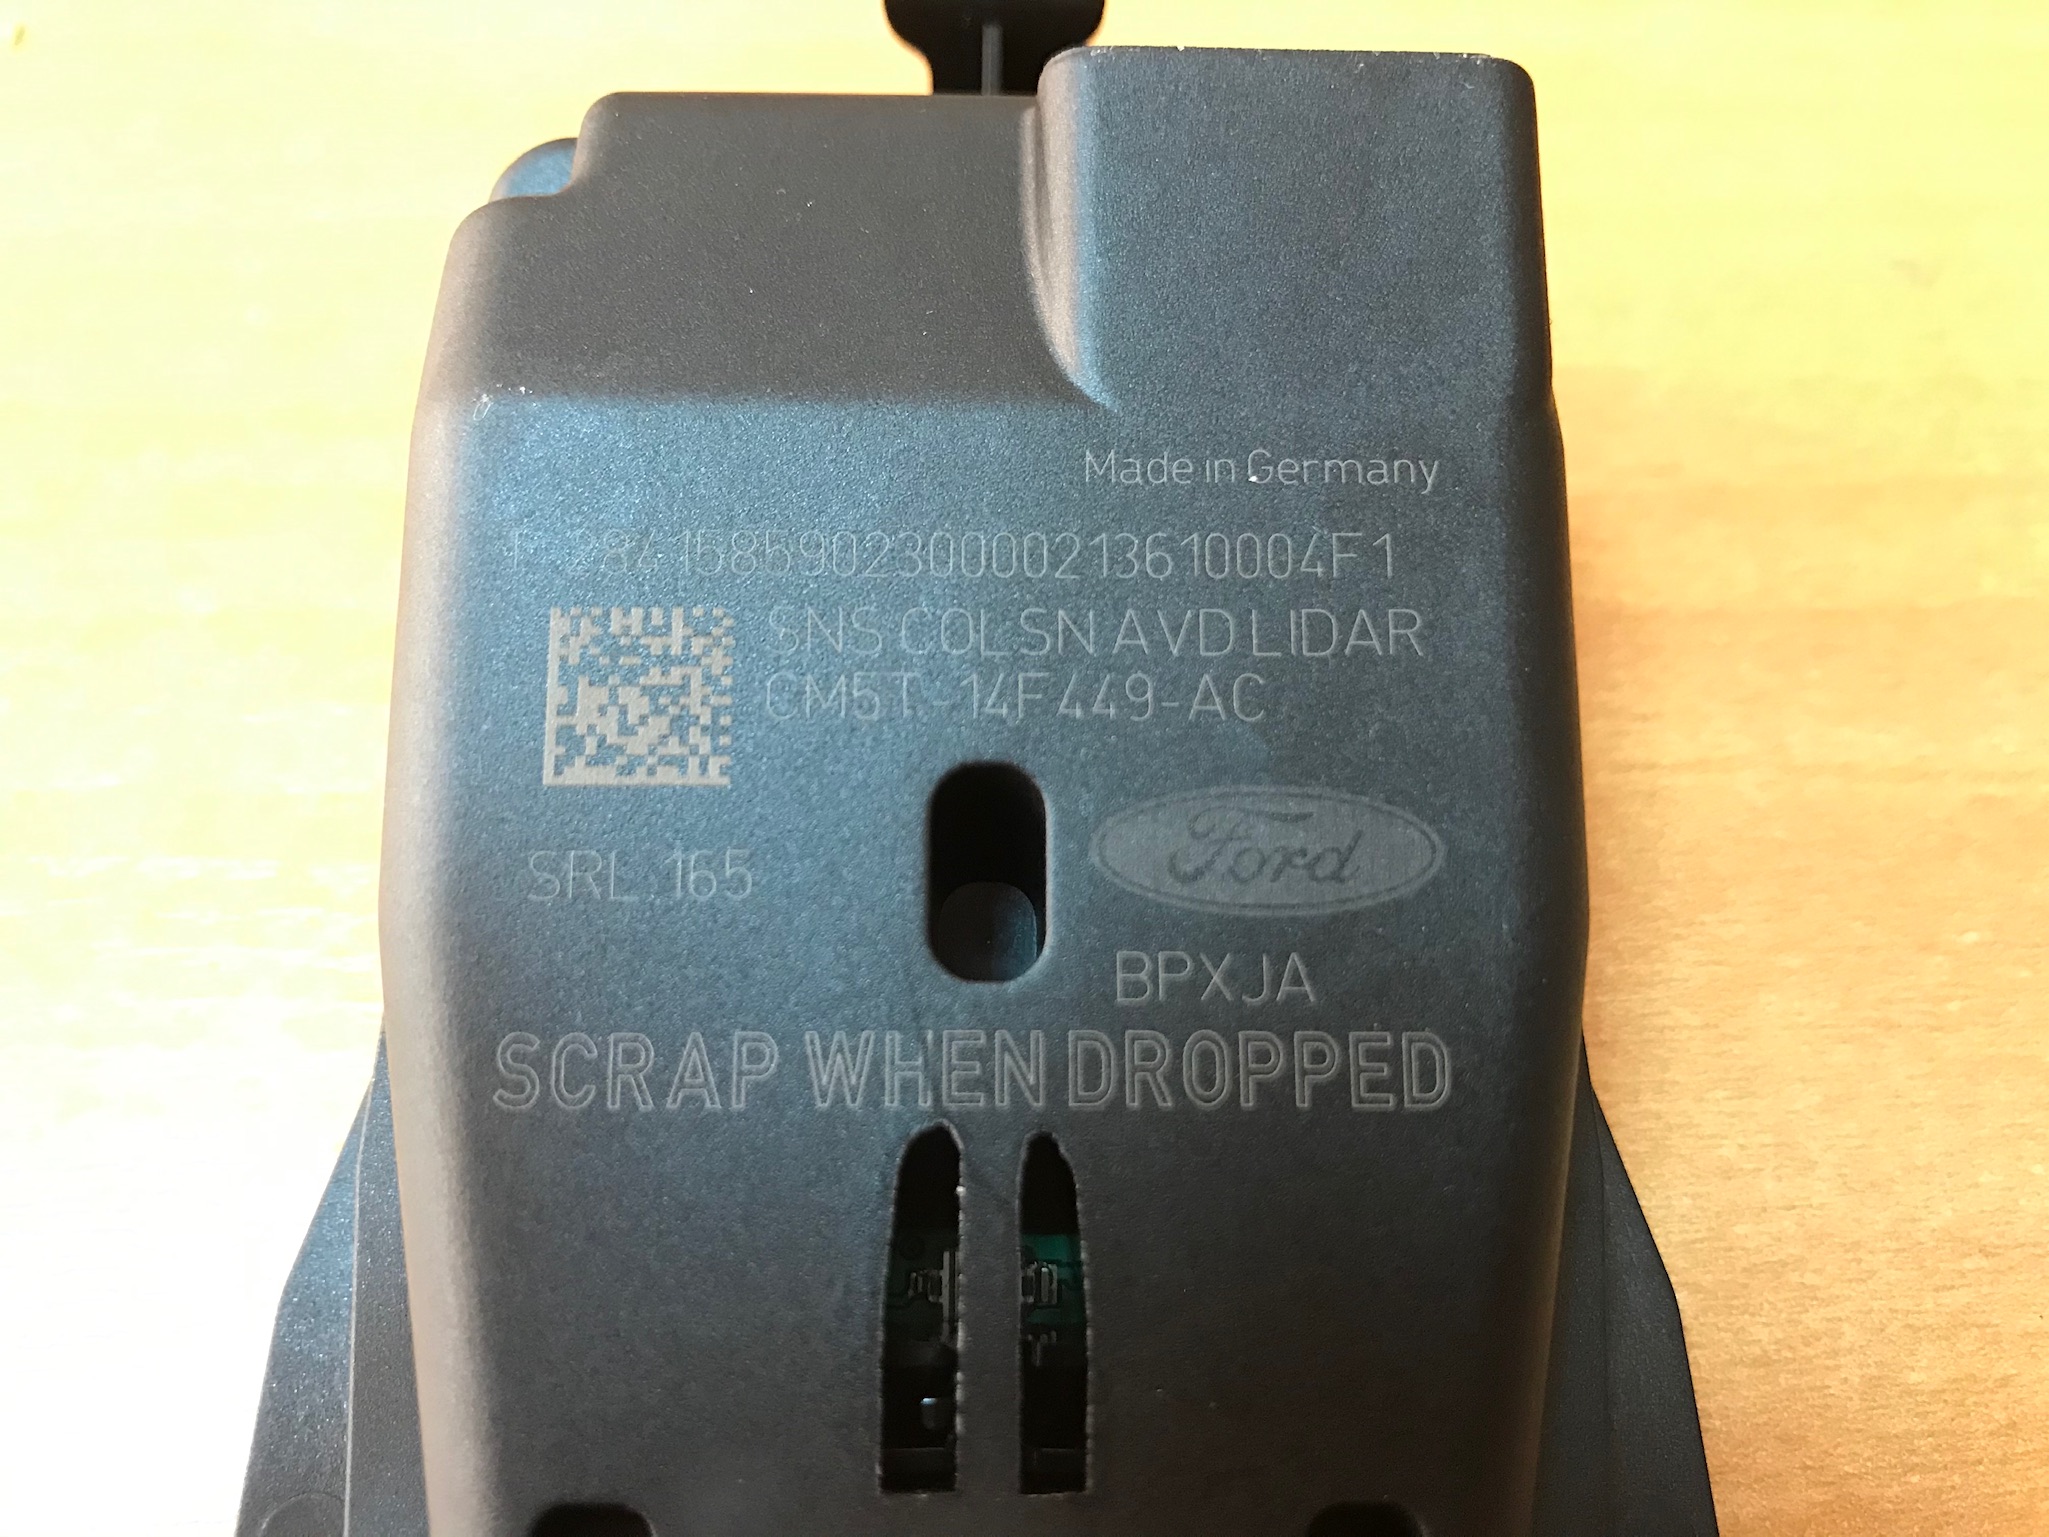 Made in Germany
SNS COLSN AVD LIDAR
CM5T-14F449-AC
SRL 165
Ford
BPXJA
SCRAP WHEN DROPPED